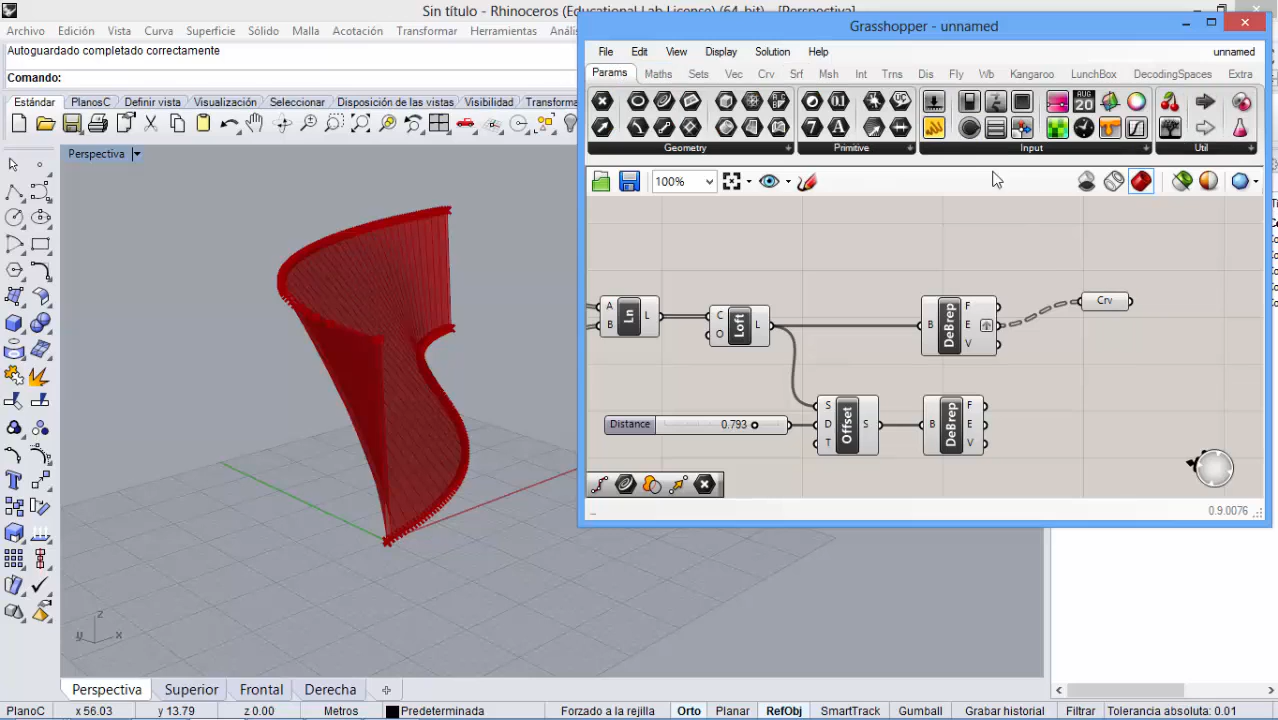 Sin título - Rhinoceros (Educational Lab License) (64-bit) - [Perspectiva]
Archivo Edición Vista Curva Superficie Sólido Malla Acotación Transformar Herramientas
Autoguardado completado correctamente
Comando:
Estándar PlanosC Definir vista Visualización Seleccionar Disposición de las vistas Visibilidad
Perspectiva
Grasshopper - unnamed
File Edit View Display Solution Help unnamed
Params Maths Sets Vec Crv Srf Msh Int Trns Dis Fly Wb Kangaroo LunchBox DecodingSpaces Extra
Geometry Primitive Input Util
100%
A B Ln L
C O Loft L
B DeBrep F E V
Crv
Distance 0.793
S D T Offset S
B DeBrep F E V
0.9.0076
z
y x
Perspectiva Superior Frontal Derecha
PlanoC x 56.03 y 13.79 z 0.00 Metros Predeterminada Forzado a la rejilla Orto Planar RefObj SmartTrack Gumball Grabar historial Filtrar Tolerancia absoluta: 0.01